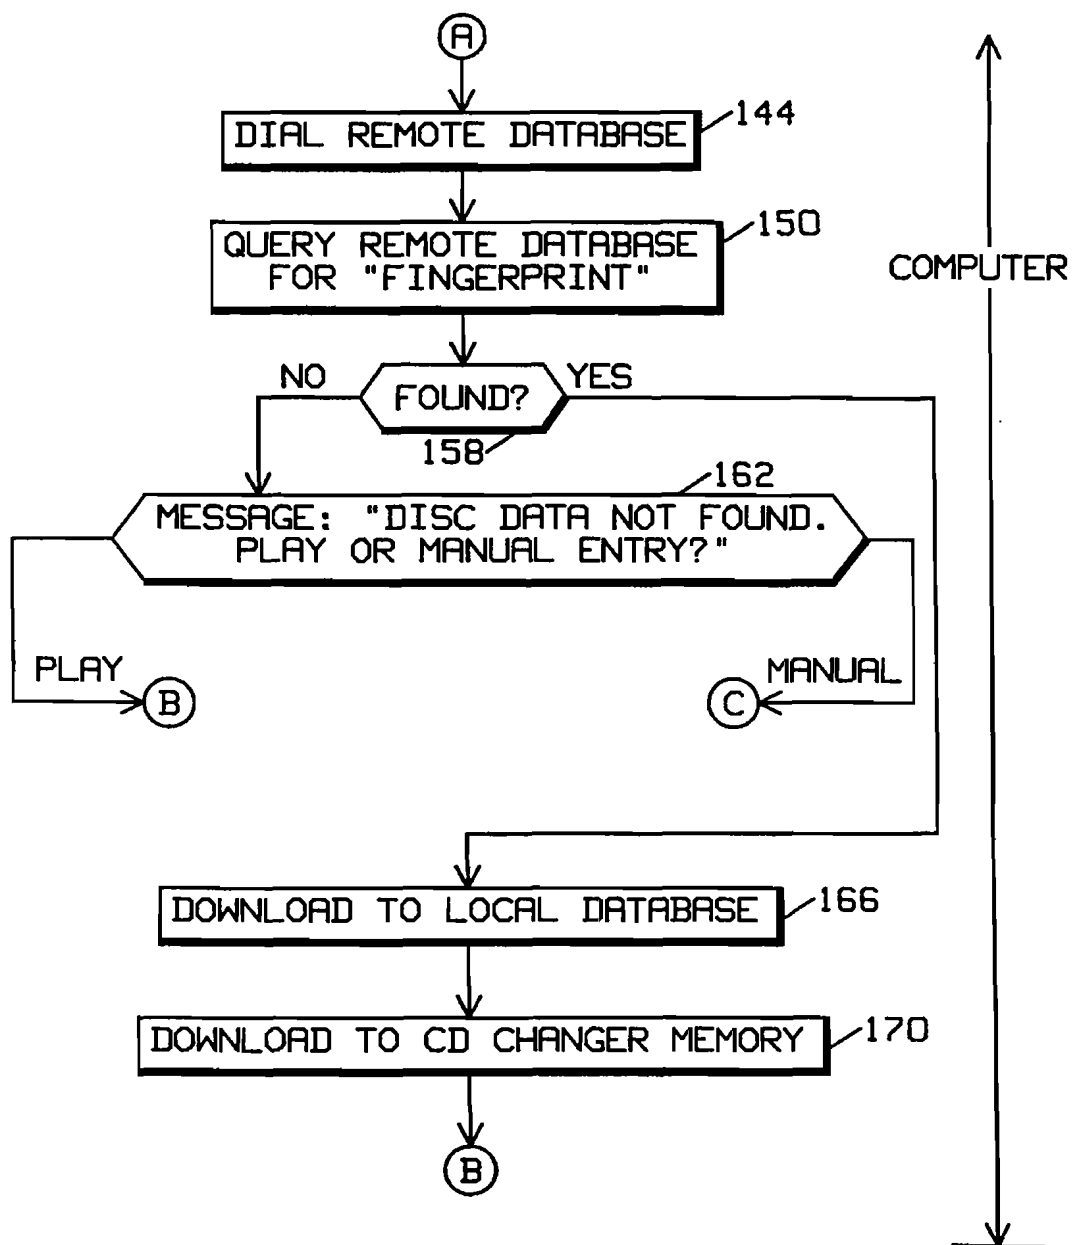 A
DIAL REMOTE DATABASE
144
QUERY REMOTE DATABASE
FOR "FINGERPRINT"
150
COMPUTER
NO
FOUND?
YES
158
162
MESSAGE: "DISC DATA NOT FOUND.
PLAY OR MANUAL ENTRY?"
PLAY
B
MANUAL
C
DOWNLOAD TO LOCAL DATABASE
166
DOWNLOAD TO CD CHANGER MEMORY
170
B